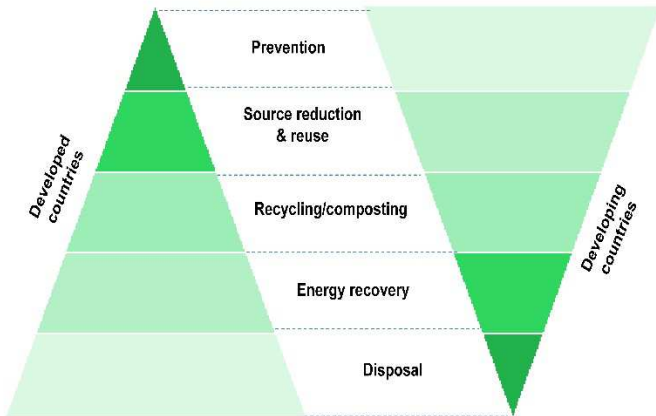 Prevention
Source reduction
& reuse
Developed
countries
Recycling/composting
Developing
countries
Energy recovery
Disposal